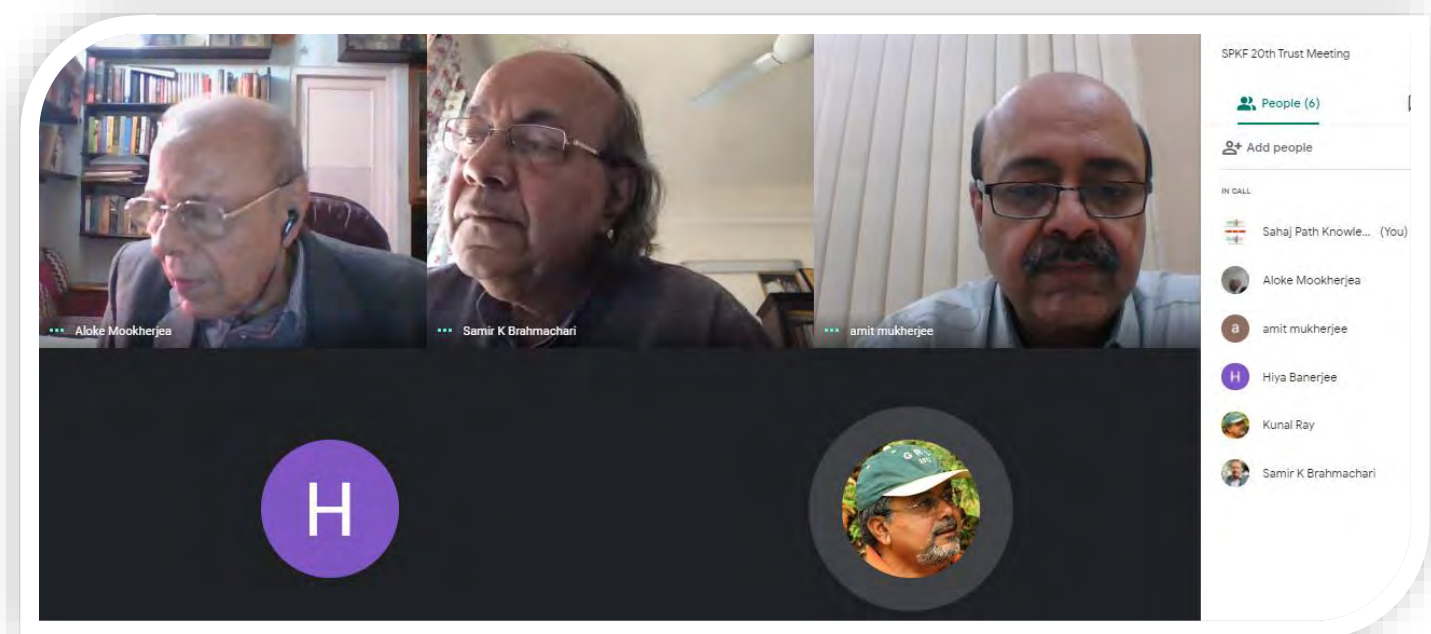 SPKF 20th Trust Meeting
People (6)
Add people
IN CALL
Sahaj Path Knowle... (You)
Aloke Mookherjea
a amit mukherjee
H Hiya Banerjee
Kunal Ray
Samir K Brahmachari
Aloke Mookherjea
Samir K Brahmachari
amit mukherjee
H